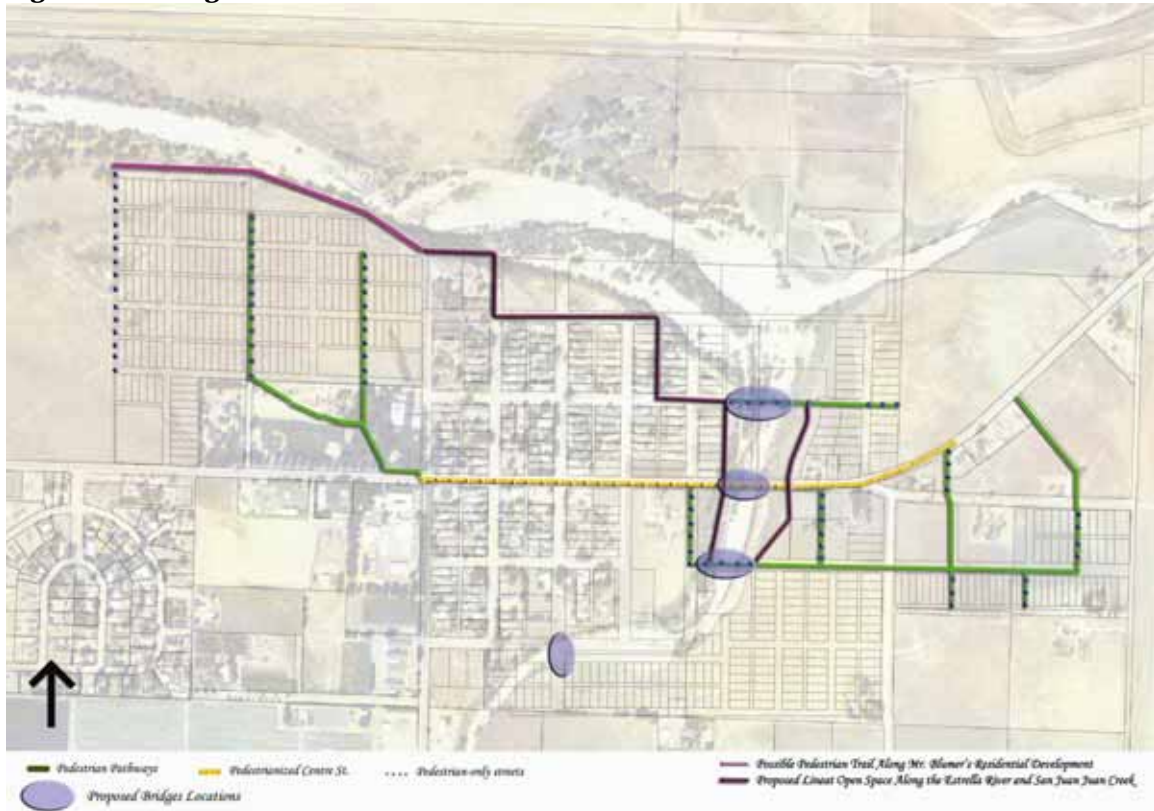 Pedestrian Pathways
Pedestrianized Centre St.
Pedestrian-only streets
Possible Pedestrian Trail Along Mr. Blumer's Residential Development
Proposed Lineat Open Space Along the Estrella River and San Juan Juan Creek
Proposed Bridges Locations